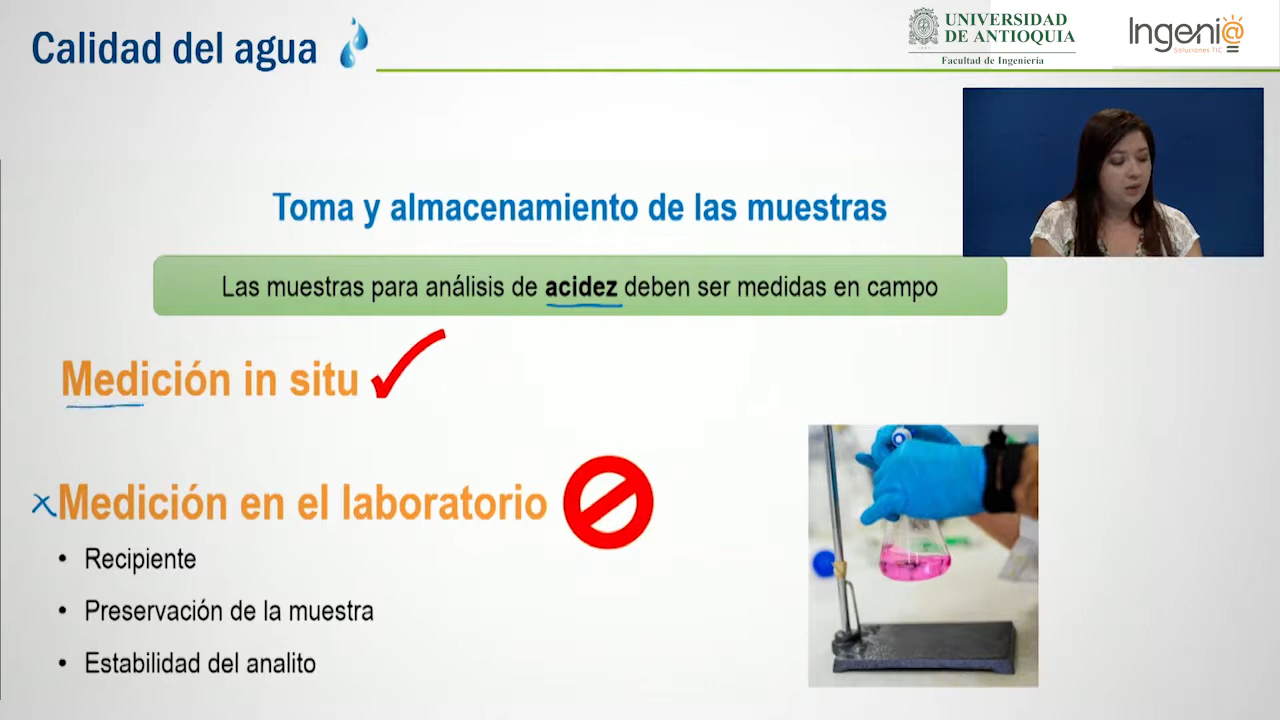 Calidad del agua
UNIVERSIDAD
DE ANTIOQUIA
Facultad de Ingeniería
Ingeni@
Soluciones TIC
Toma y almacenamiento de las muestras
Las muestras para análisis de acidez deben ser medidas en campo
Medición in situ
Medición en el laboratorio
• Recipiente
• Preservación de la muestra
• Estabilidad del analito